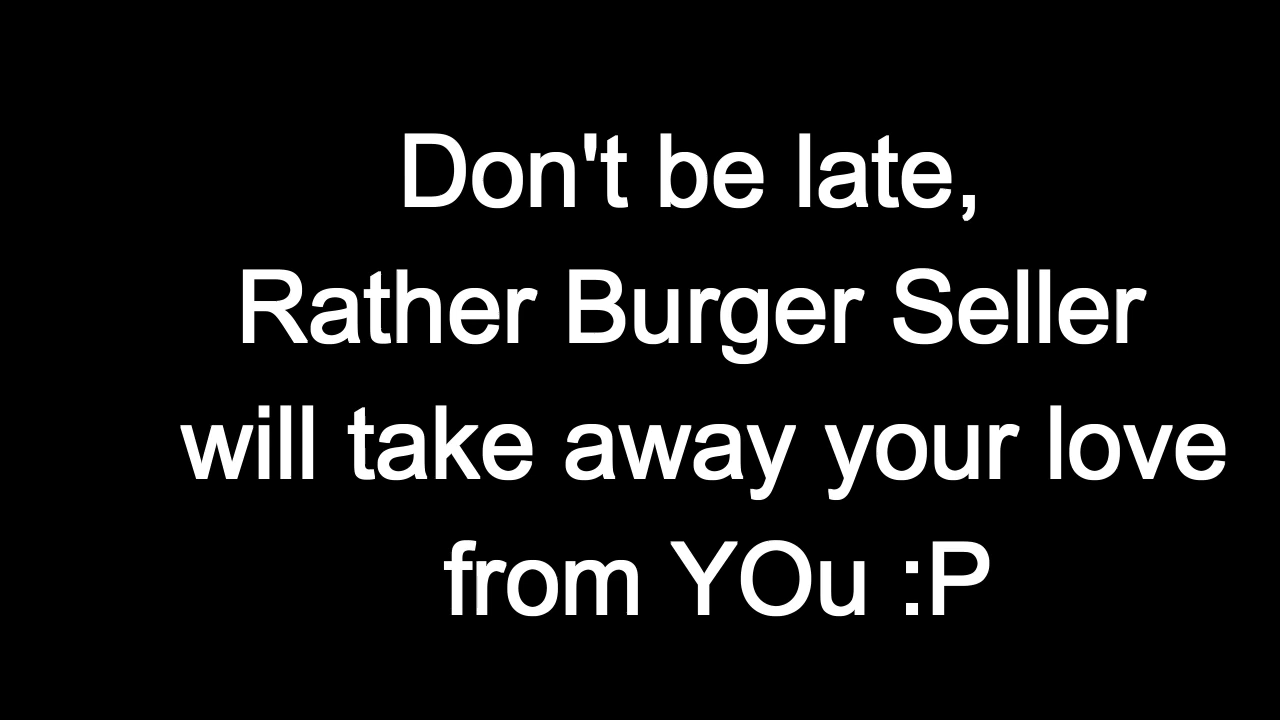 Don't be late,
Rather Burger Seller
will take away your love
from YOu :P